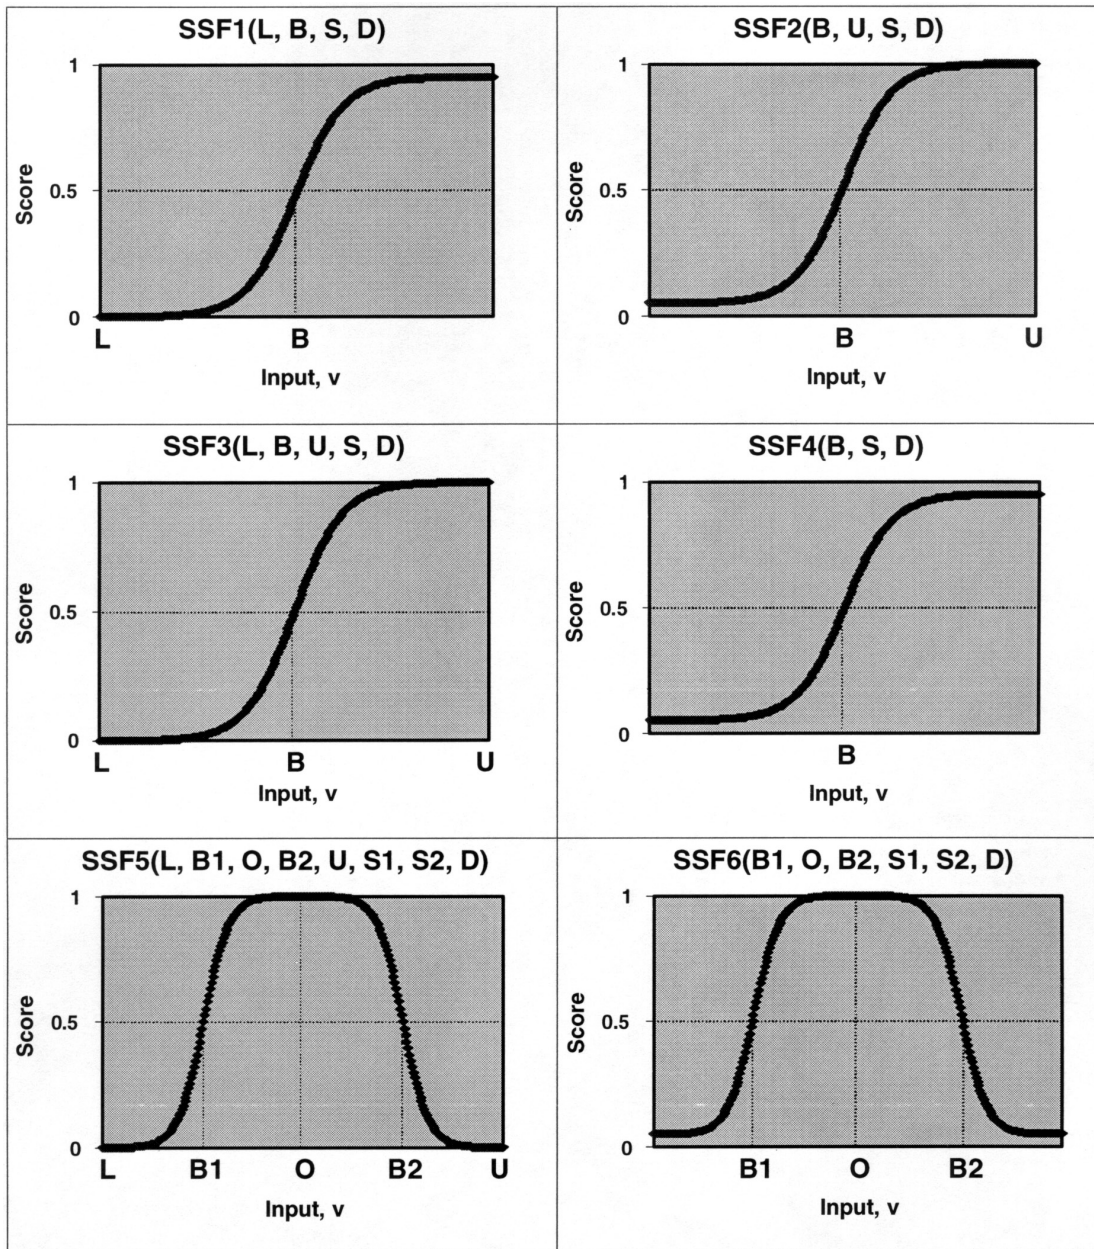 SSF1(L, B, S, D)
1
0.5
0
Score
L B
Input, v
SSF2(B, U, S, D)
1
0.5
0
Score
B U
Input, v
SSF3(L, B, U, S, D)
1
0.5
0
Score
L B U
Input, v
SSF4(B, S, D)
1
0.5
0
Score
B
Input, v
SSF5(L, B1, O, B2, U, S1, S2, D)
1
0.5
0
Score
L B1 O B2 U
Input, v
SSF6(B1, O, B2, S1, S2, D)
1
0.5
0
Score
B1 O B2
Input, v